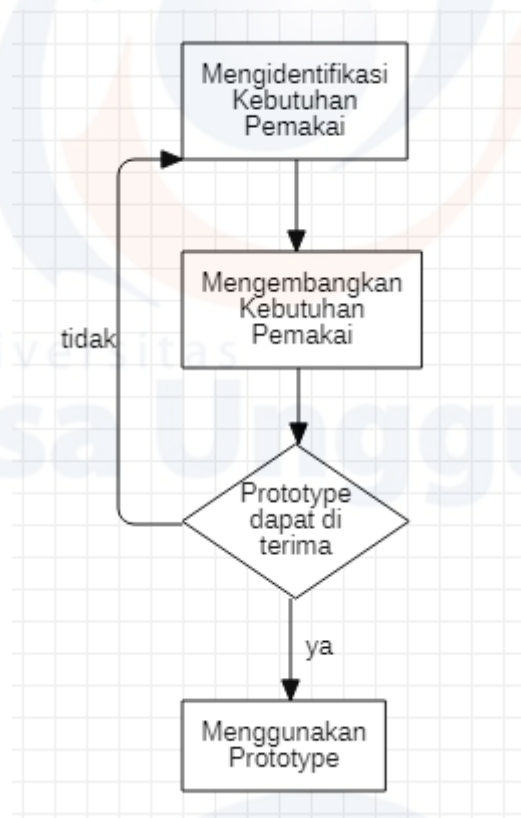 Mengidentifikasi
Kebutuhan
Pemakai
Mengembangkan
Kebutuhan
Pemakai
tidak
Prototype
dapat di
terima
ya
Menggunakan
Prototype